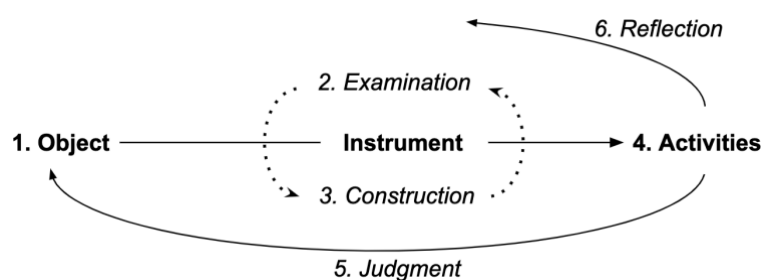 6. Reflection
2. Examination
1. Object
Instrument
4. Activities
3. Construction
5. Judgment